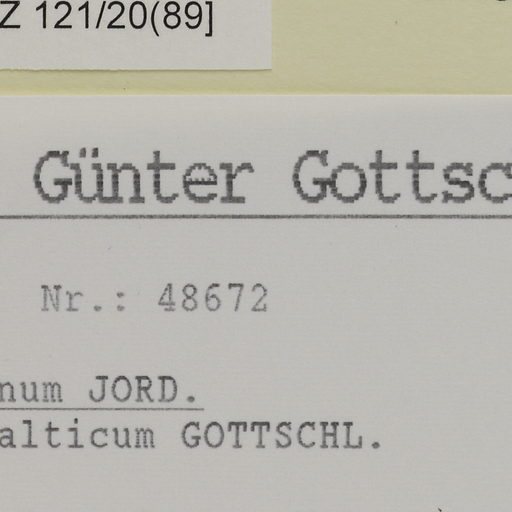 Z 121/20(89]
Günter Gottsc
Nr.: 48672
num JORD.
alticum GOTTSCHL.